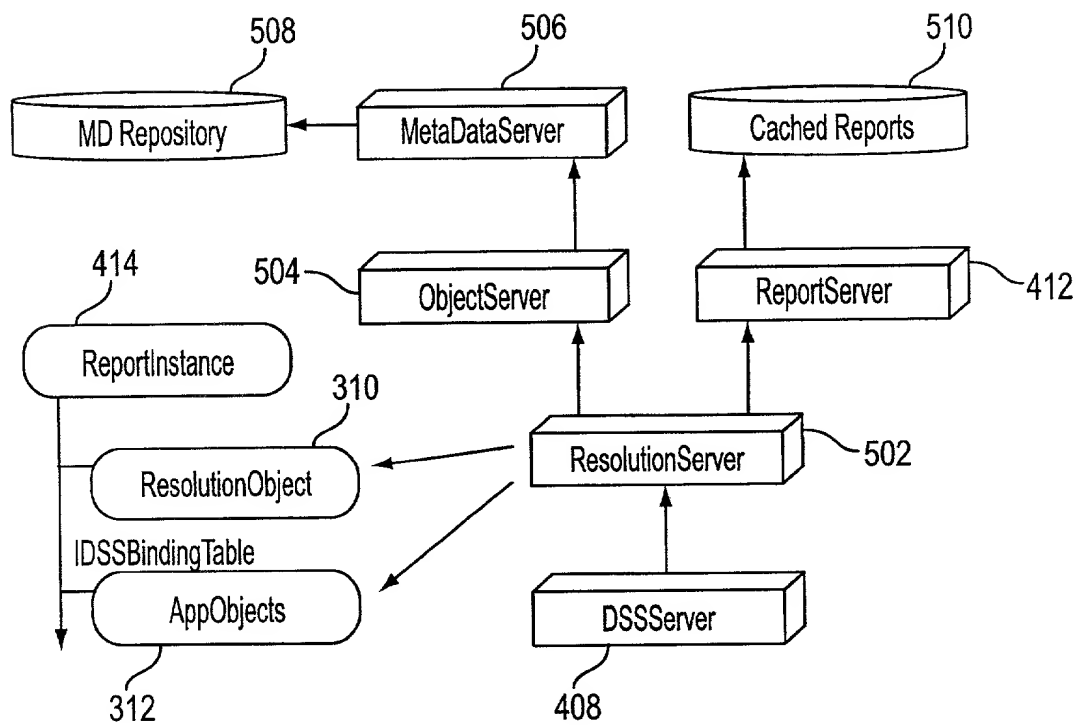 508
506
510
MD Repository
MetaDataServer
Cached Reports
414
504
ObjectServer
ReportServer
412
ReportInstance
310
ResolutionServer
502
ResolutionObject
IDSSBindingTable
AppObjects
DSSServer
312
408